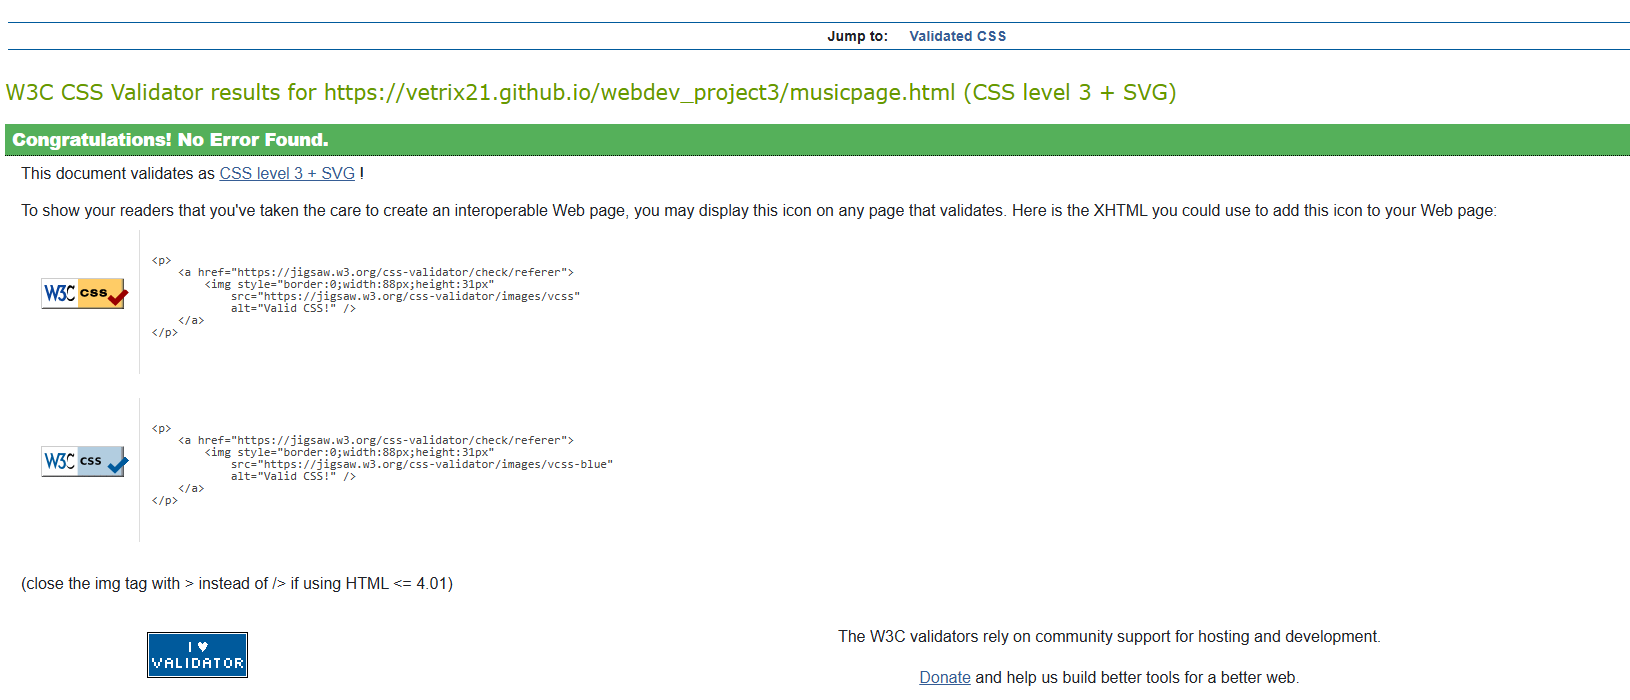 Jump to: Validated CSS
W3C CSS Validator results for https://vetrix21.github.io/webdev_project3/musicpage.html (CSS level 3 + SVG)
Congratulations! No Error Found.
This document validates as CSS level 3 + SVG !
To show your readers that you've taken the care to create an interoperable Web page, you may display this icon on any page that validates. Here is the XHTML you could use to add this icon to your Web page:
W3C css
<p>
<a href="https://jigsaw.w3.org/css-validator/check/referer">
<img style="border:0;width:88px;height:31px"
src="https://jigsaw.w3.org/css-validator/images/vcss"
alt="Valid CSS!" />
</a>
</p>
W3C css
<p>
<a href="https://jigsaw.w3.org/css-validator/check/referer">
<img style="border:0;width:88px;height:31px"
src="https://jigsaw.w3.org/css-validator/images/vcss-blue"
alt="Valid CSS!" />
</a>
</p>
(close the img tag with > instead of /> if using HTML <= 4.01)
I ♥
VALIDATOR
The W3C validators rely on community support for hosting and development.
Donate and help us build better tools for a better web.